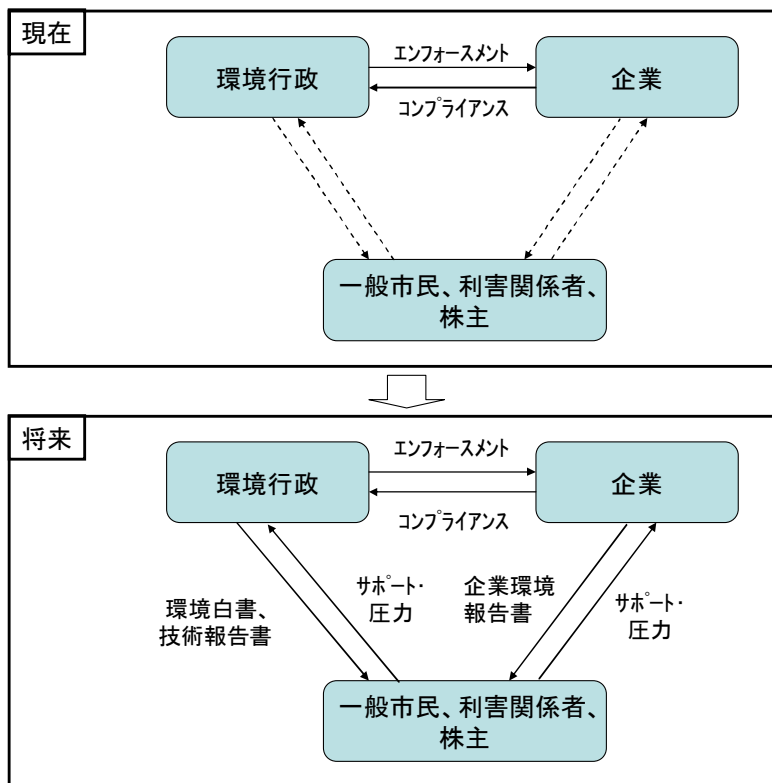 現在
環境行政
エンフォースメント
コンプライアンス
企業
一般市民、利害関係者、
株主
将来
環境行政
エンフォースメント
コンプライアンス
企業
環境白書、
技術報告書
サポート・
圧力
企業環境
報告書
サポート・
圧力
一般市民、利害関係者、
株主